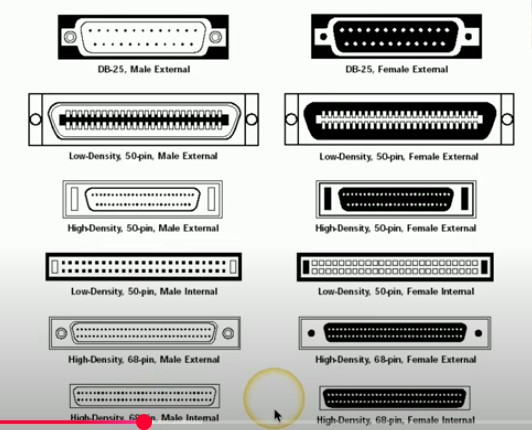 DB-25, Male External
DB-25, Female External
Low-Density, 50-pin, Male External
Low-Density, 50-pin, Female External
High-Density, 50-pin, Male External
High-Density, 50-pin, Female External
Low-Density, 50-pin, Male Internal
Low-Density, 50-pin, Female Internal
High-Density, 68-pin, Male External
High-Density, 68-pin, Female External
High-Density, 68-pin, Male Internal
High-Density, 68-pin, Female Internal